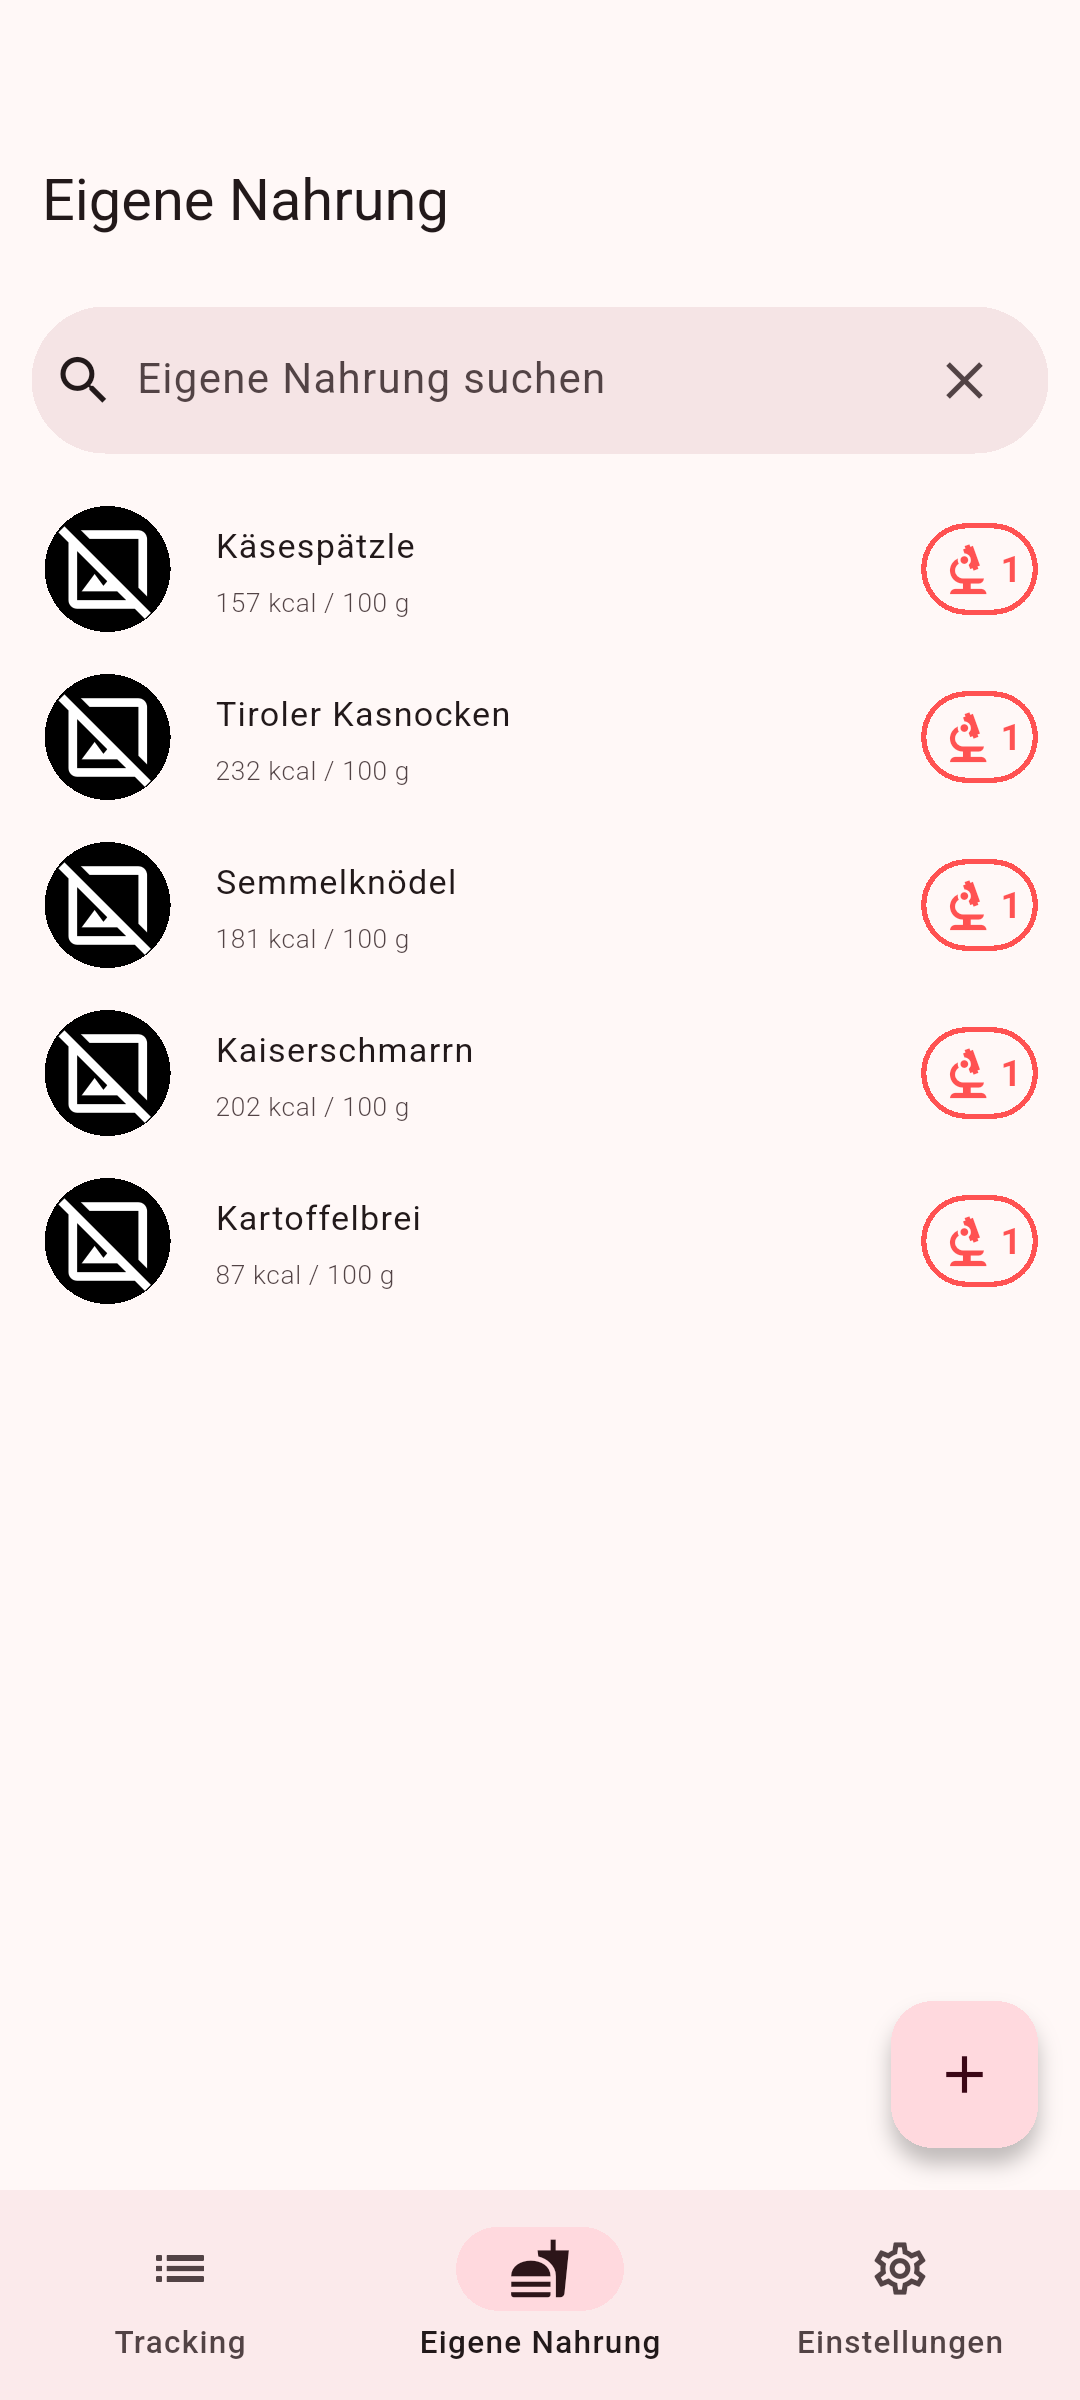 Eigene Nahrung
Eigene Nahrung suchen
Käsespätzle
157 kcal / 100 g
1
Tiroler Kasnocken
232 kcal / 100 g
1
Semmelknödel
181 kcal / 100 g
1
Kaiserschmarrn
202 kcal / 100 g
1
Kartoffelbrei
87 kcal / 100 g
1
Tracking
Eigene Nahrung
Einstellungen